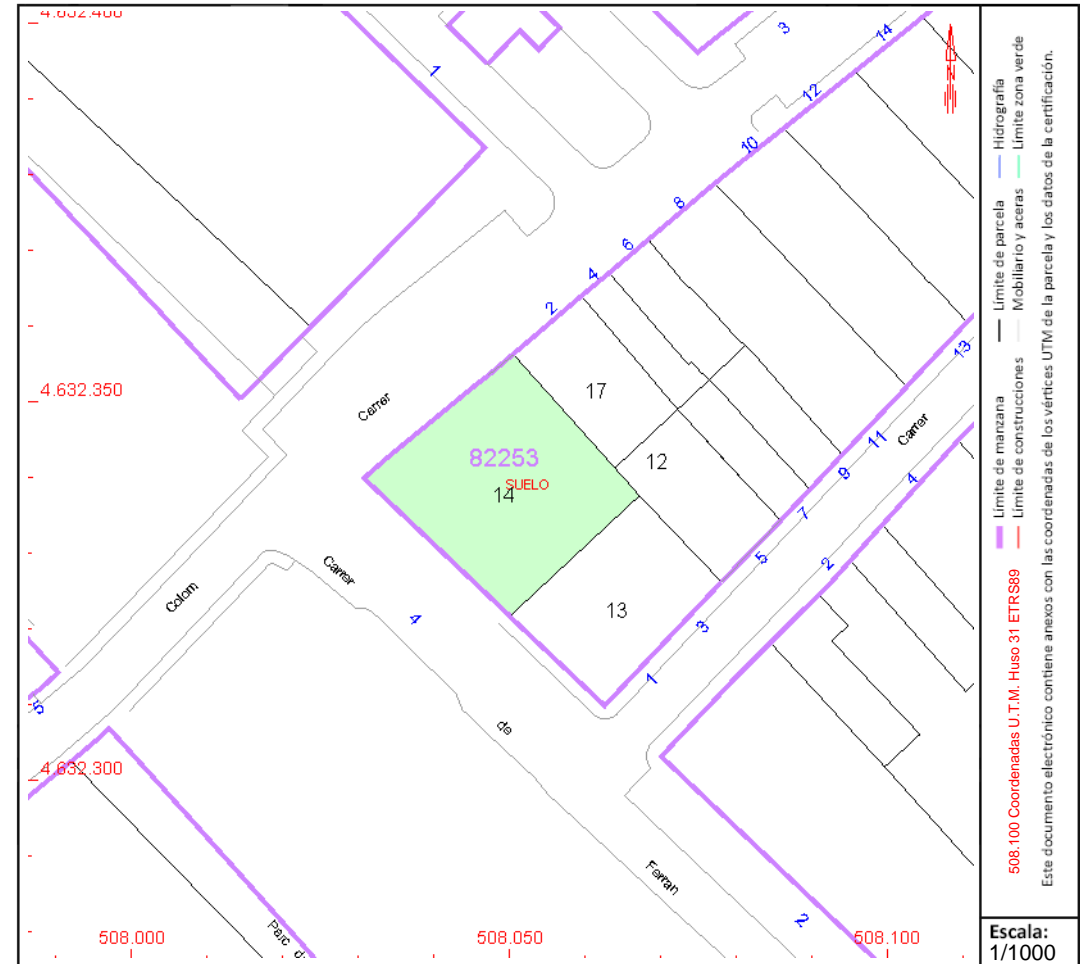 4.632.400
1
3
14
12
10
8
6
4
2
13
4.632.350
Carrer
17
82253
SUELO
14
12
11
Carrer
9
4
7
5
2
Carrer
Colom
4
13
3
1
5
de
4.632.300
Ferran
2
Parc
508.000
508.050
508.100
N
Límite de manzana
Límite de parcela
Hidrografía
Límite de construcciones
Mobiliario y aceras
Límite zona verde
508.100 Coordenadas U.T.M. Huso 31 ETRS89
Este documento electrónico contiene anexos con las coordenadas de los vértices UTM de la parcela y los datos de la certificación.
Escala:
1/1000